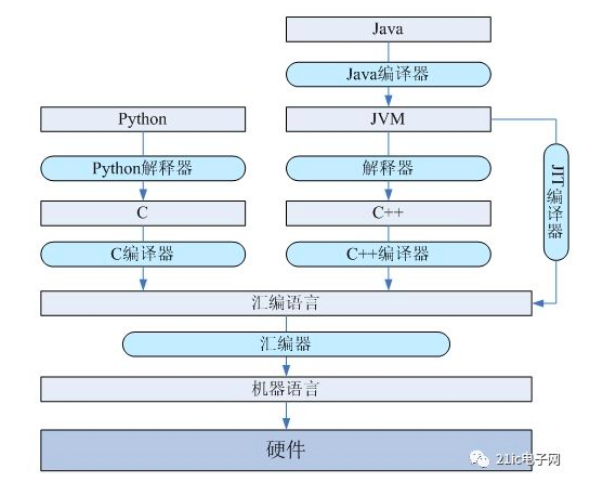 Java
Java编译器
Python
JVM
Python解释器
解释器
JIT编译器
C
C++
C编译器
C++编译器
汇编语言
汇编器
机器语言
硬件
21ic电子网